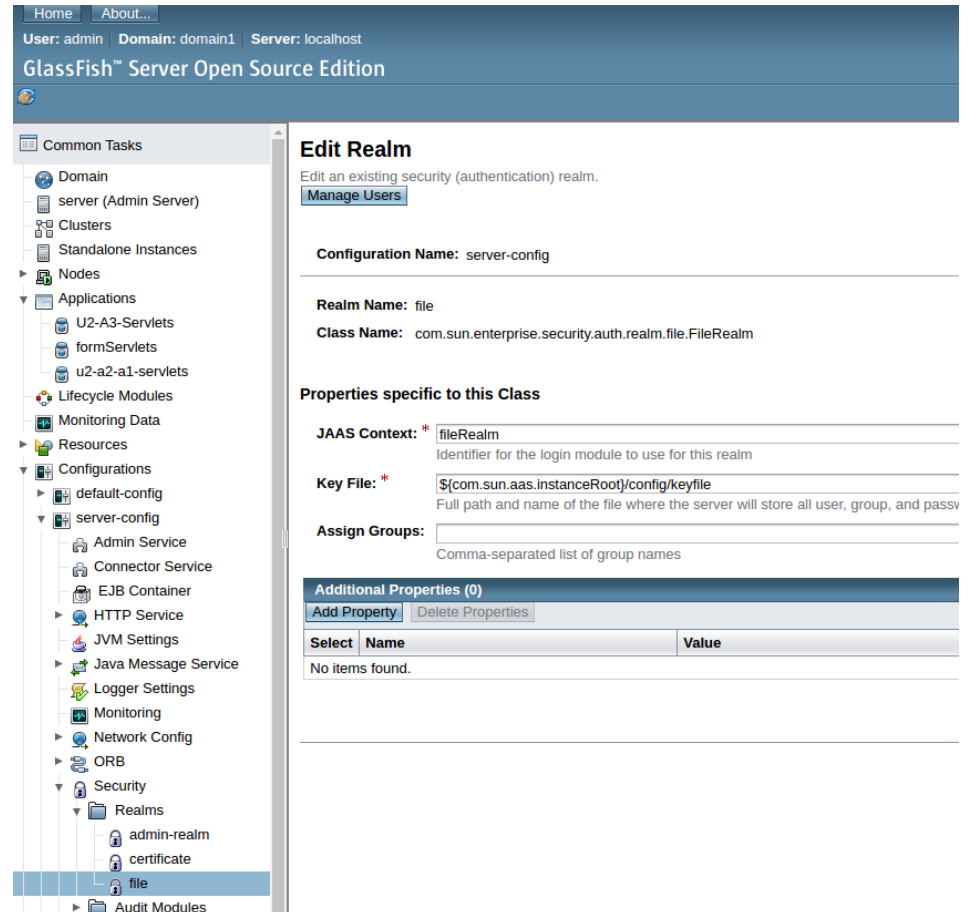 Home About...
User: admin Domain: domain1 Server: localhost
GlassFish™ Server Open Source Edition
Common Tasks
Domain
server (Admin Server)
Clusters
Standalone Instances
Nodes
Applications
U2-A3-Servlets
formServlets
u2-a2-a1-servlets
Lifecycle Modules
Monitoring Data
Resources
Configurations
default-config
server-config
Admin Service
Connector Service
EJB Container
HTTP Service
JVM Settings
Java Message Service
Logger Settings
Monitoring
Network Config
ORB
Security
Realms
admin-realm
certificate
file
Audit Modules
Edit Realm
Edit an existing security (authentication) realm.
Manage Users
Configuration Name: server-config
Realm Name: file
Class Name: com.sun.enterprise.security.auth.realm.file.FileRealm
Properties specific to this Class
JAAS Context: * fileRealm
Identifier for the login module to use for this realm
Key File: * ${com.sun.aas.instanceRoot}/config/keyfile
Full path and name of the file where the server will store all user, group, and passw
Assign Groups:
Comma-separated list of group names
Additional Properties (0)
Add Property Delete Properties
Select Name Value
No items found.